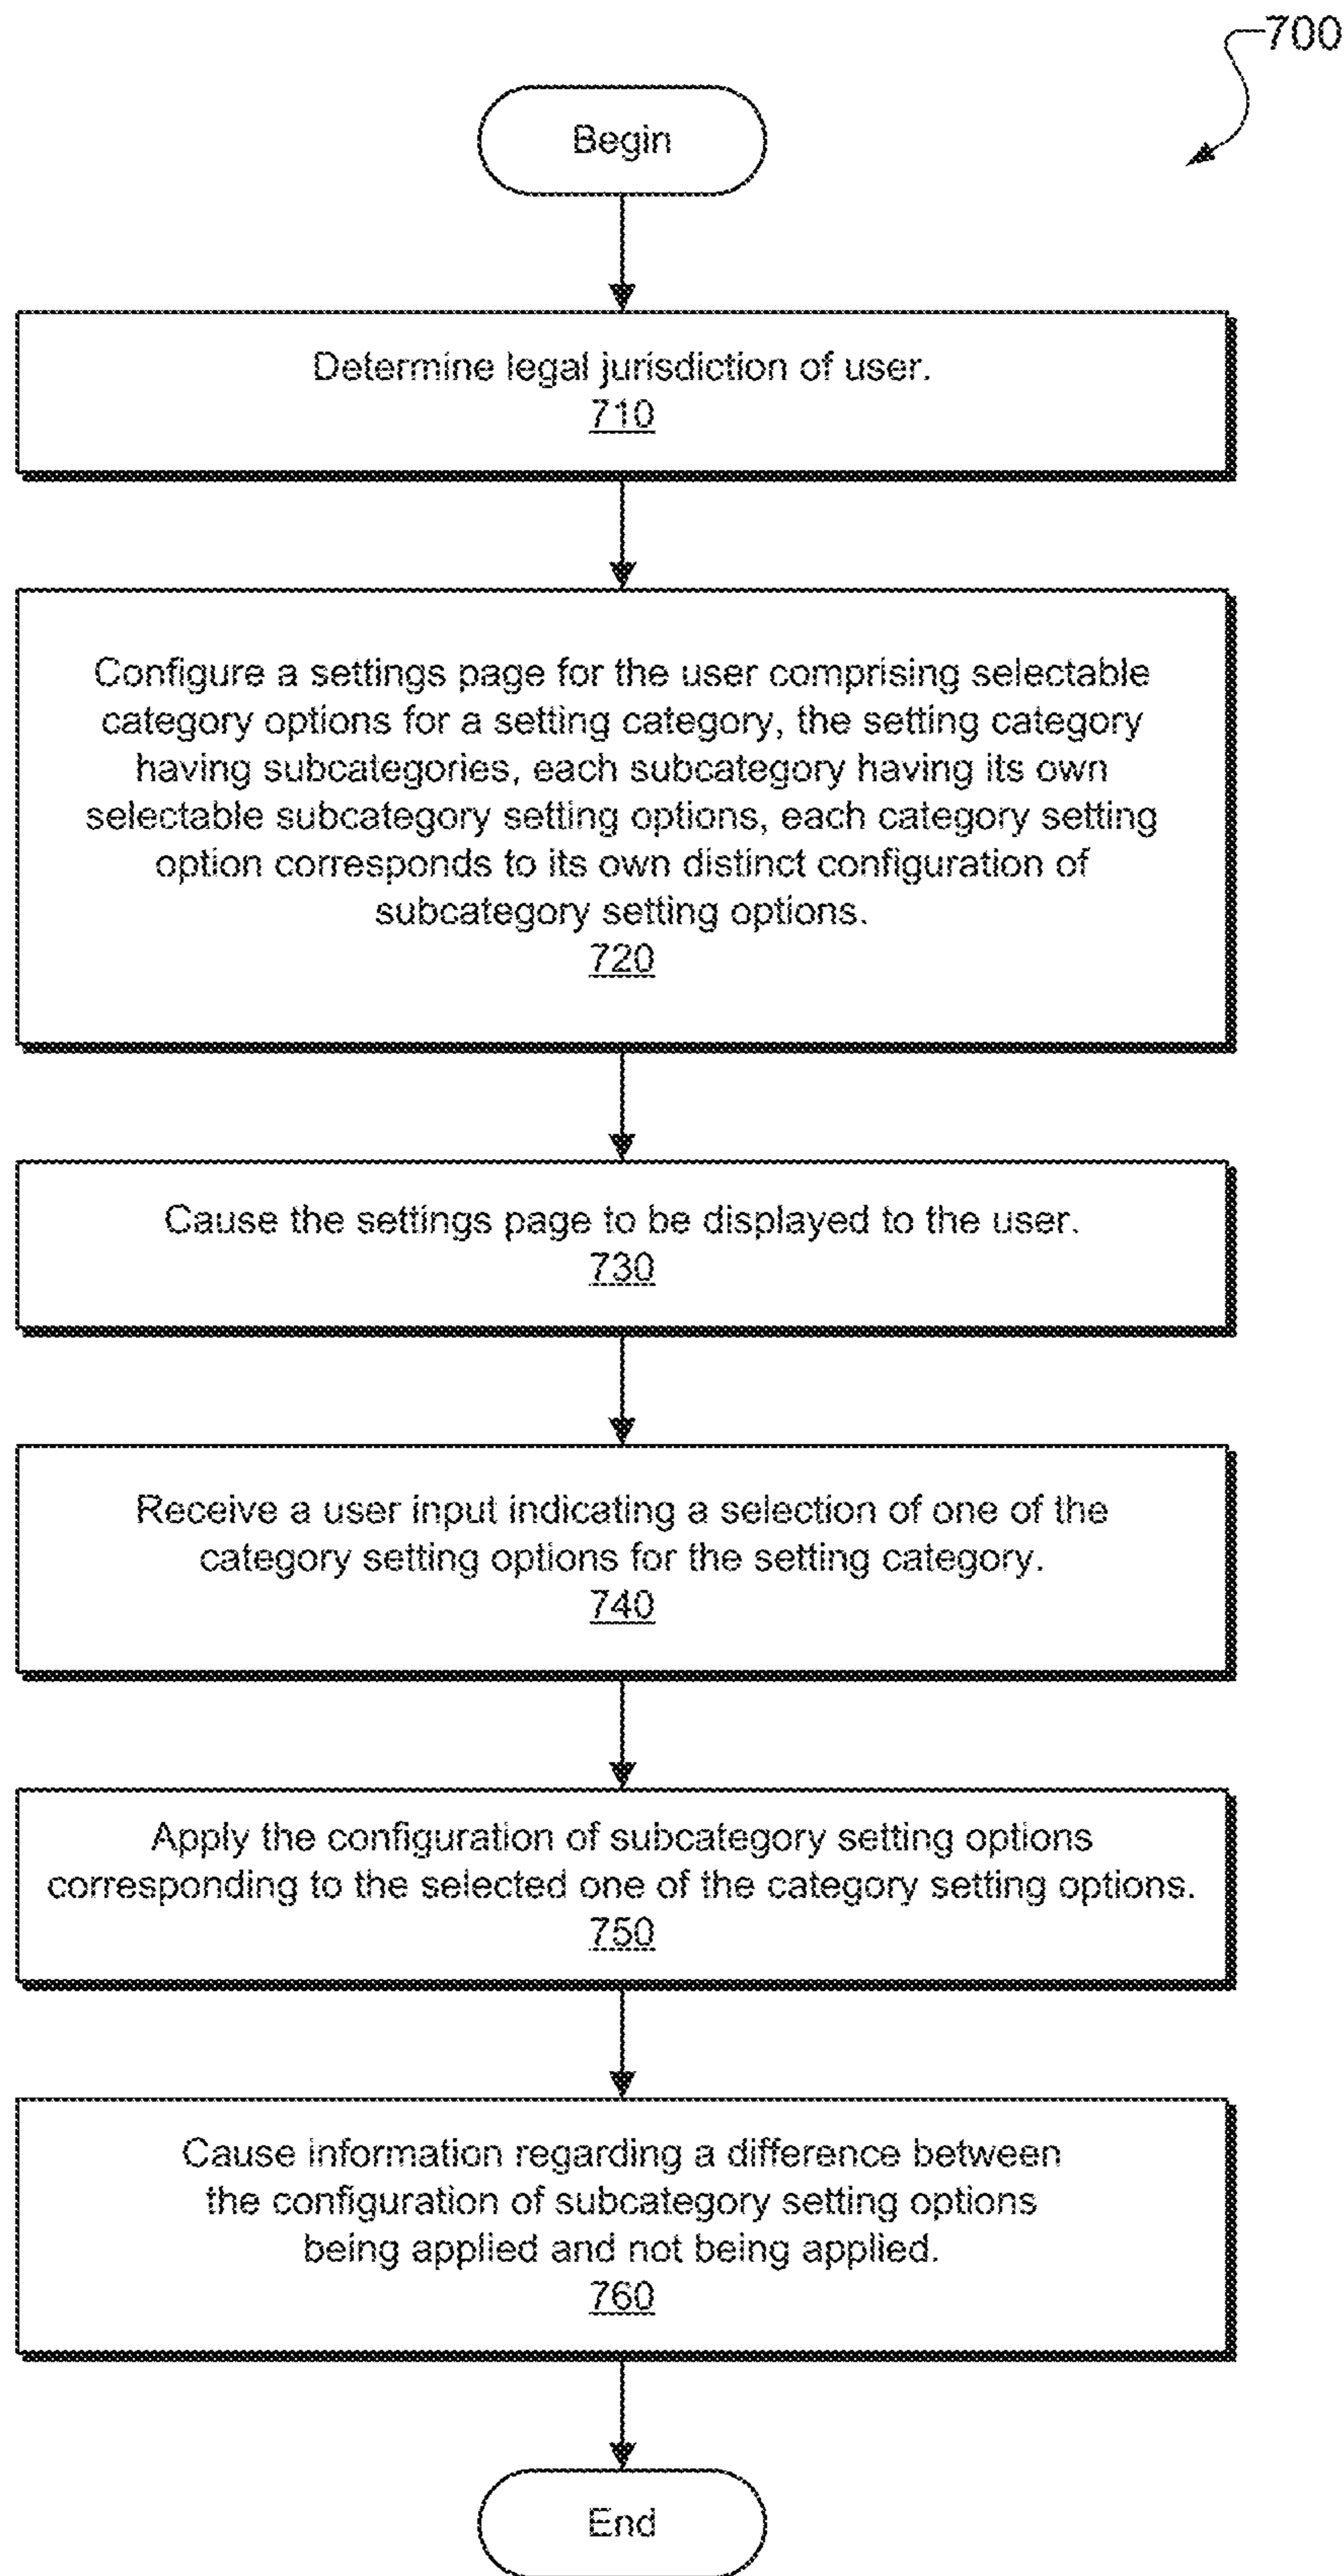 700
Begin
Determine legal jurisdiction of user.
710
Configure a settings page for the user comprising selectable
category options for a setting category, the setting category
having subcategories, each subcategory having its own
selectable subcategory setting options, each category setting
option corresponds to its own distinct configuration of
subcategory setting options.
720
Cause the settings page to be displayed to the user.
730
Receive a user input indicating a selection of one of the
category setting options for the setting category.
740
Apply the configuration of subcategory setting options
corresponding to the selected one of the category setting options.
750
Cause information regarding a difference between
the configuration of subcategory setting options
being applied and not being applied.
760
End